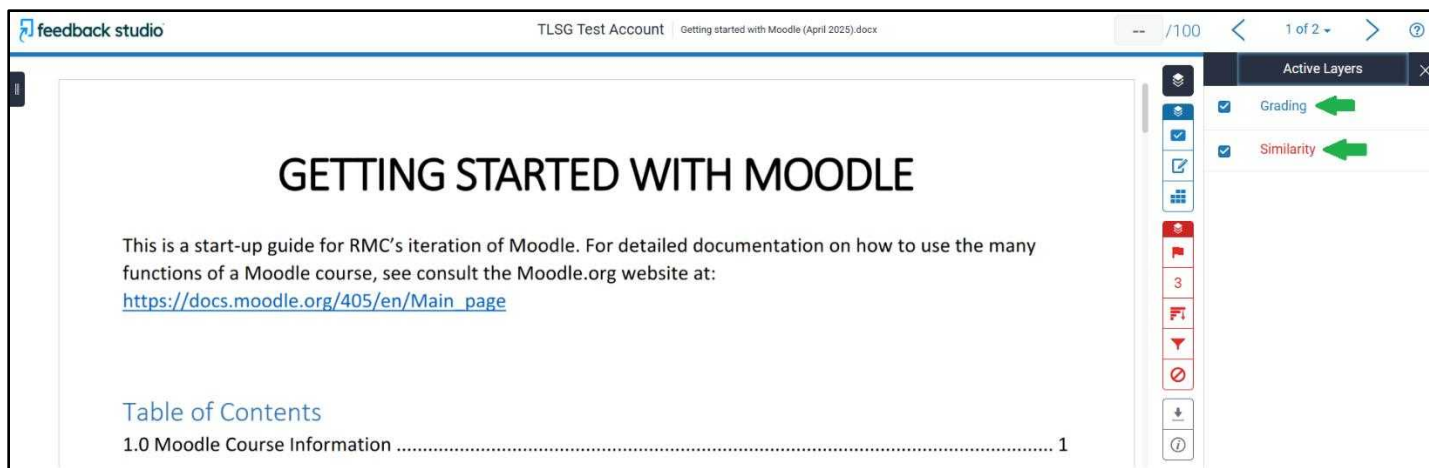 feedback studio
TLSG Test Account
Getting started with Moodle (April 2025).docx
-- /100
1 of 2
Active Layers
Grading
Similarity
GETTING STARTED WITH MOODLE
This is a start-up guide for RMC’s iteration of Moodle. For detailed documentation on how to use the many
functions of a Moodle course, see consult the Moodle.org website at:
https://docs.moodle.org/405/en/Main_page
3
Table of Contents
1.0 Moodle Course Information ........................................................................................................ 1